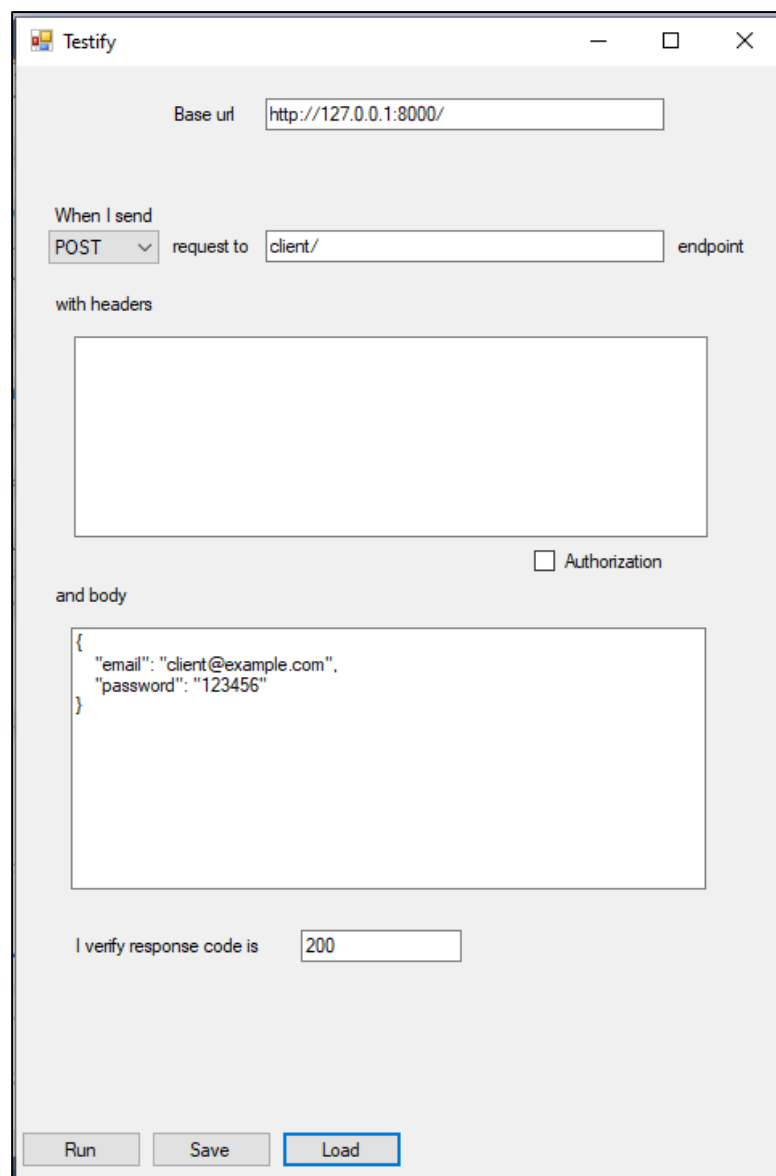 Testify
Base url http://127.0.0.1:8000/
When I send
POST request to client/ endpoint
with headers
Authorization
and body
{
"email": "client@example.com",
"password": "123456"
}
I verify response code is 200
Run Save Load